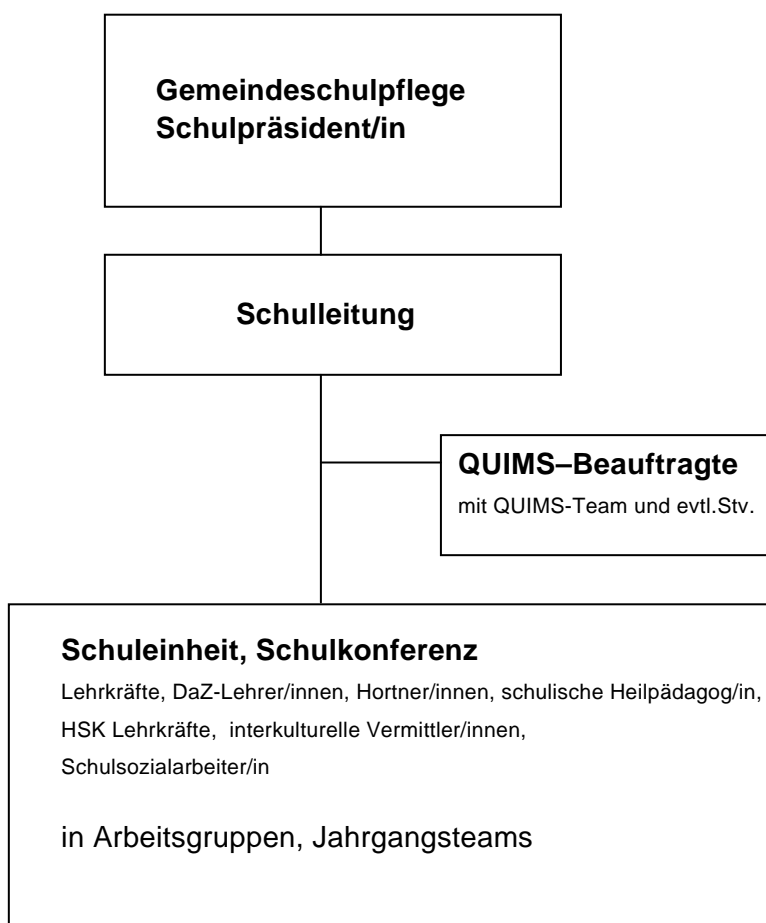 Gemeindeschulpflege
Schulpräsident/in
Schulleitung
QUIMS–Beauftragte
mit QUIMS-Team und evtl.Stv.
Schuleinheit, Schulkonferenz
Lehrkräfte, DaZ-Lehrer/innen, Hortner/innen, schulische Heilpädagog/in,
HSK Lehrkräfte,  interkulturelle Vermittler/innen,
Schulsozialarbeiter/in
in Arbeitsgruppen, Jahrgangsteams